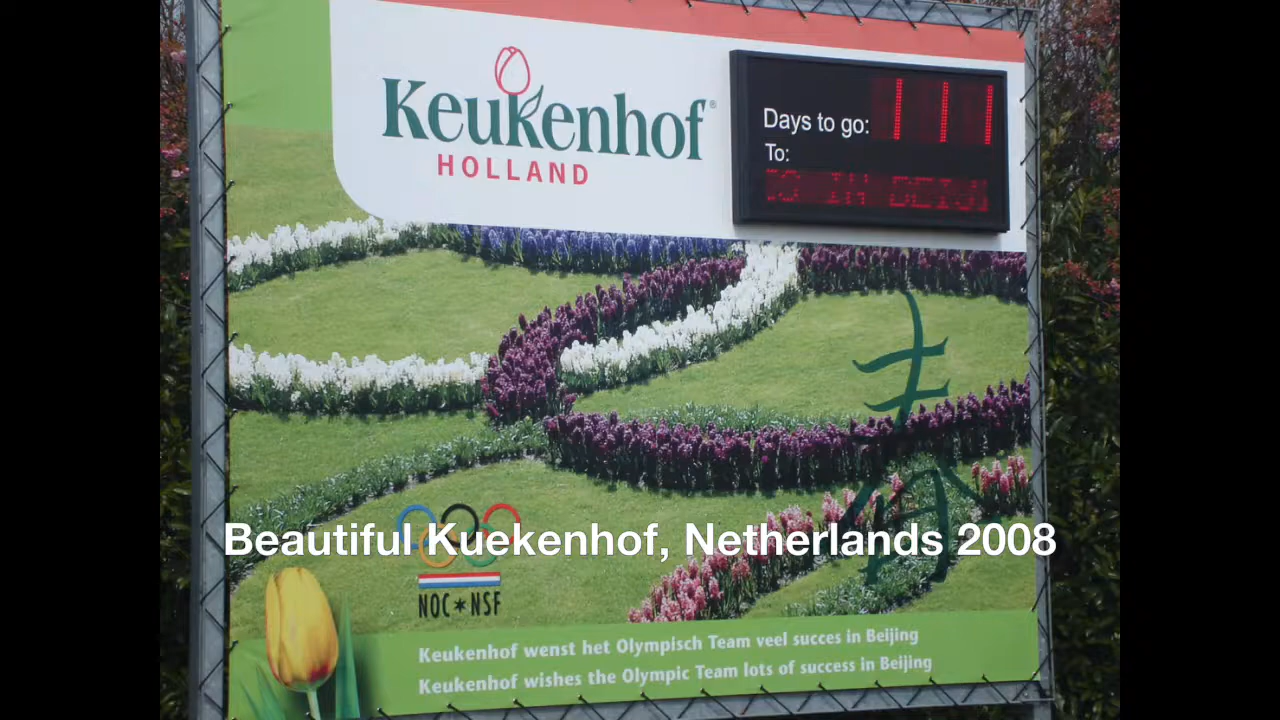 Keukenhof®
HOLLAND
Days to go: 111
To:
Beautiful Kuekenhof, Netherlands 2008
NOC✶NSF
Keukenhof wenst het Olympisch Team veel succes in Beijing
Keukenhof wishes the Olympic Team lots of success in Beijing